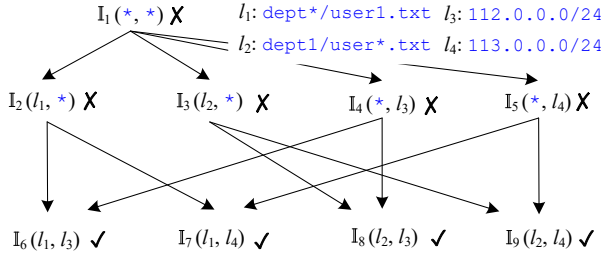 𝕀₁(*, *) ✗ l₁: dept*/user1.txt l₃: 112.0.0.0/24
l₂: dept1/user*.txt l₄: 113.0.0.0/24
𝕀₂(l₁, *) ✗ 𝕀₃(l₂, *) ✗ 𝕀₄(*, l₃) ✗ 𝕀₅(*, l₄) ✗
𝕀₆(l₁, l₃) ✓ 𝕀₇(l₁, l₄) ✓ 𝕀₈(l₂, l₃) ✓ 𝕀₉(l₂, l₄) ✓